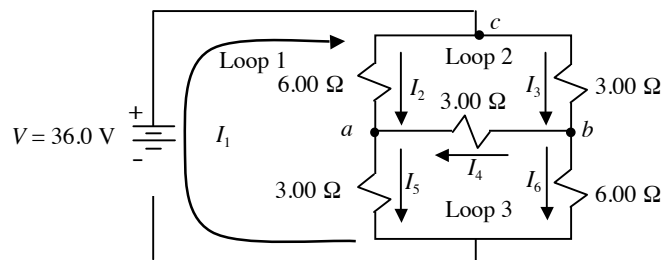 c
Loop 1
Loop 2
6.00 Ω
I2
I3
3.00 Ω
3.00 Ω
+
V = 36.0 V
-
I1
a
b
I4
3.00 Ω
I5
I6
6.00 Ω
Loop 3